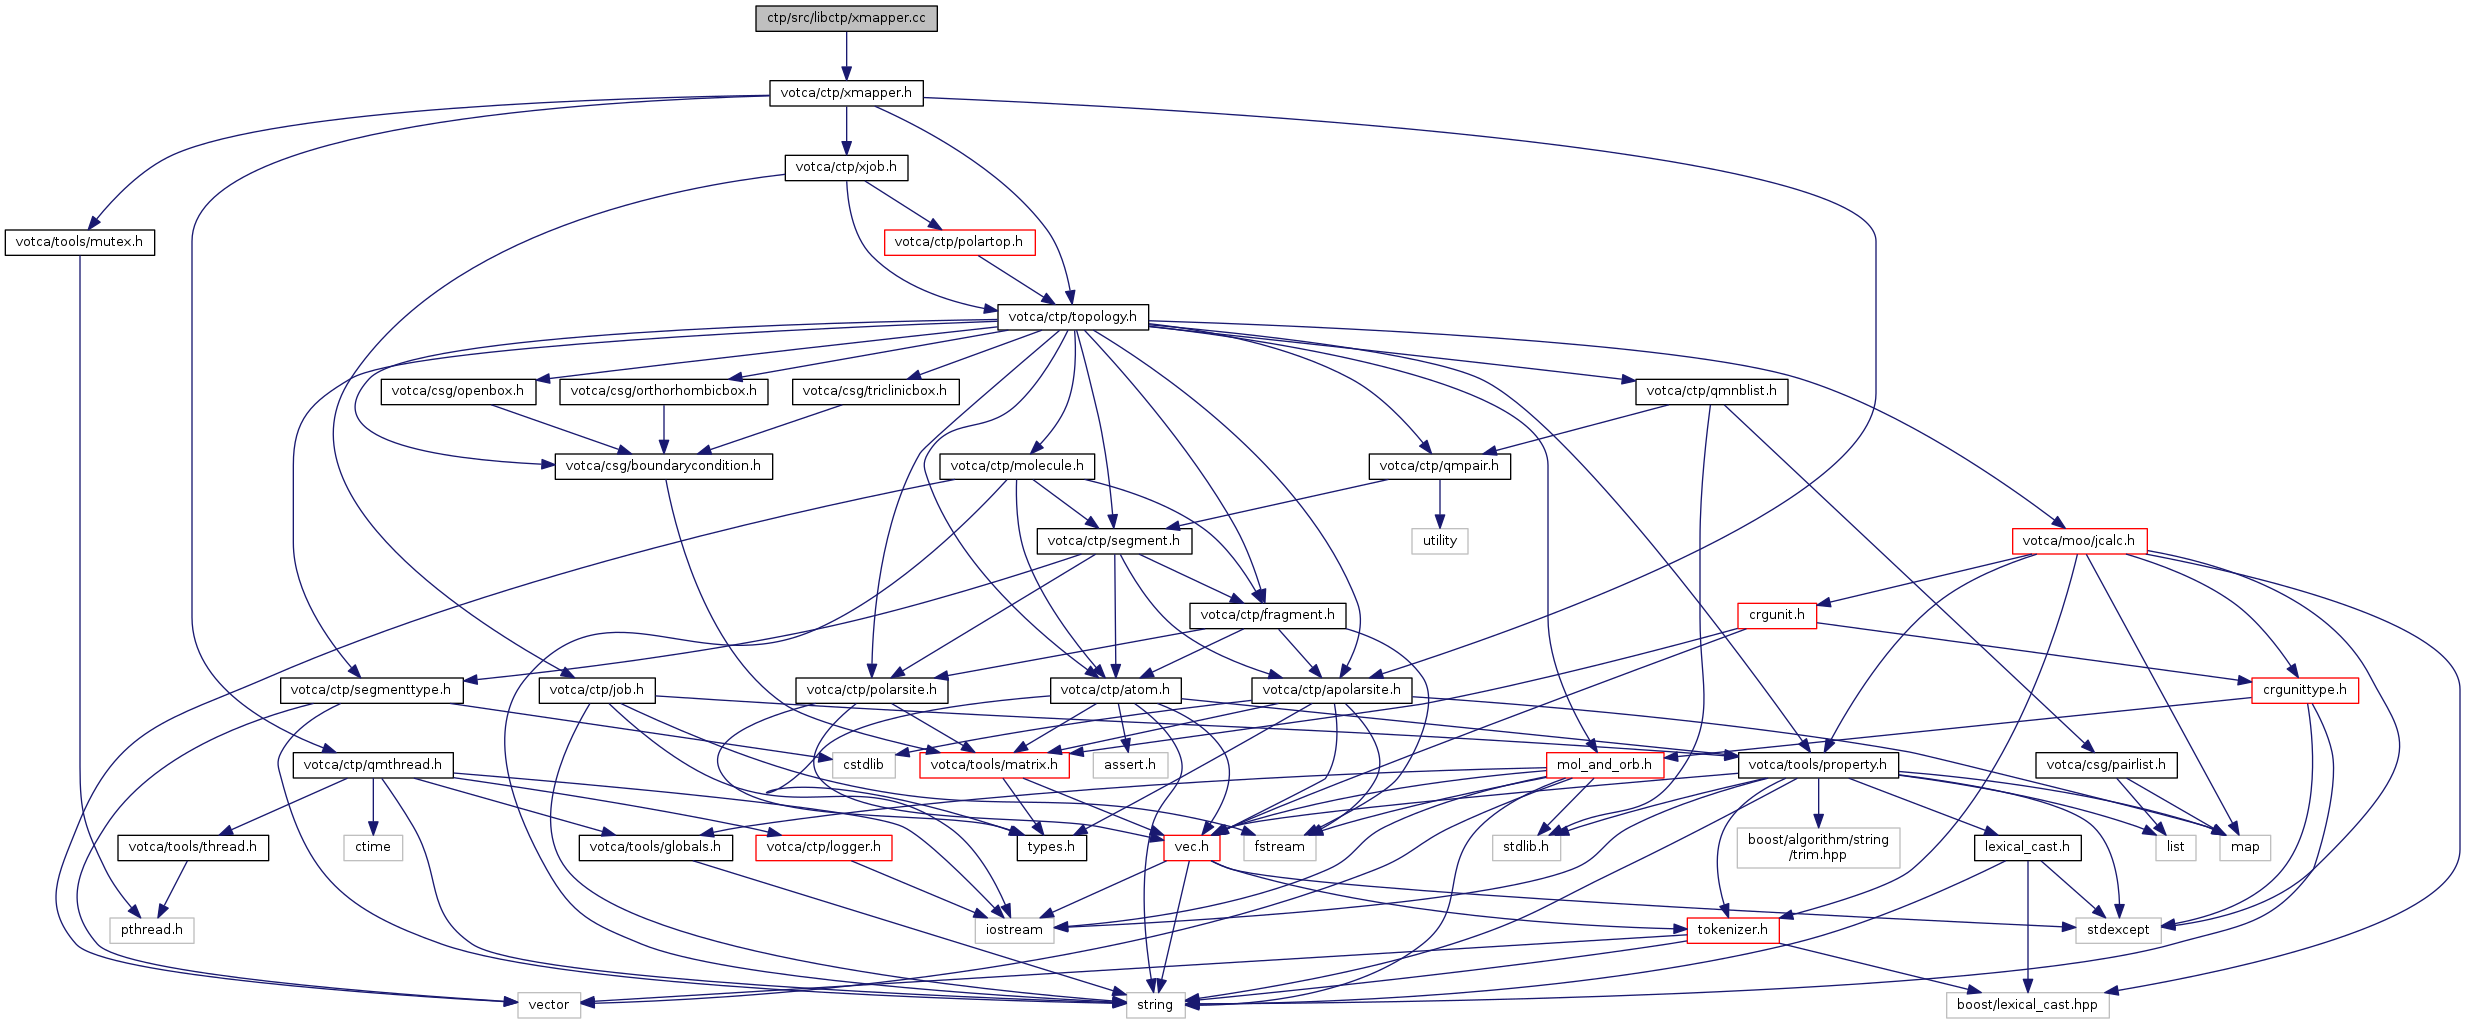 ctp/src/libctp/xmapper.cc
votca/ctp/xmapper.h
votca/ctp/xjob.h
votca/tools/mutex.h
votca/ctp/polartop.h
votca/ctp/topology.h
votca/csg/openbox.h
votca/csg/orthorhombicbox.h
votca/csg/triclinicbox.h
votca/ctp/qmnblist.h
votca/csg/boundarycondition.h
votca/ctp/molecule.h
votca/ctp/qmpair.h
votca/ctp/segment.h
utility
votca/moo/jcalc.h
votca/ctp/fragment.h
crgunit.h
votca/ctp/segmenttype.h
votca/ctp/job.h
votca/ctp/polarsite.h
votca/ctp/atom.h
votca/ctp/apolarsite.h
crgunittype.h
votca/ctp/qmthread.h
cstdlib
votca/tools/matrix.h
assert.h
mol_and_orb.h
votca/tools/property.h
votca/csg/pairlist.h
votca/tools/thread.h
ctime
votca/tools/globals.h
votca/ctp/logger.h
types.h
vec.h
fstream
stdlib.h
boost/algorithm/string
/trim.hpp
lexical_cast.h
list
map
pthread.h
iostream
tokenizer.h
stdexcept
vector
string
boost/lexical_cast.hpp